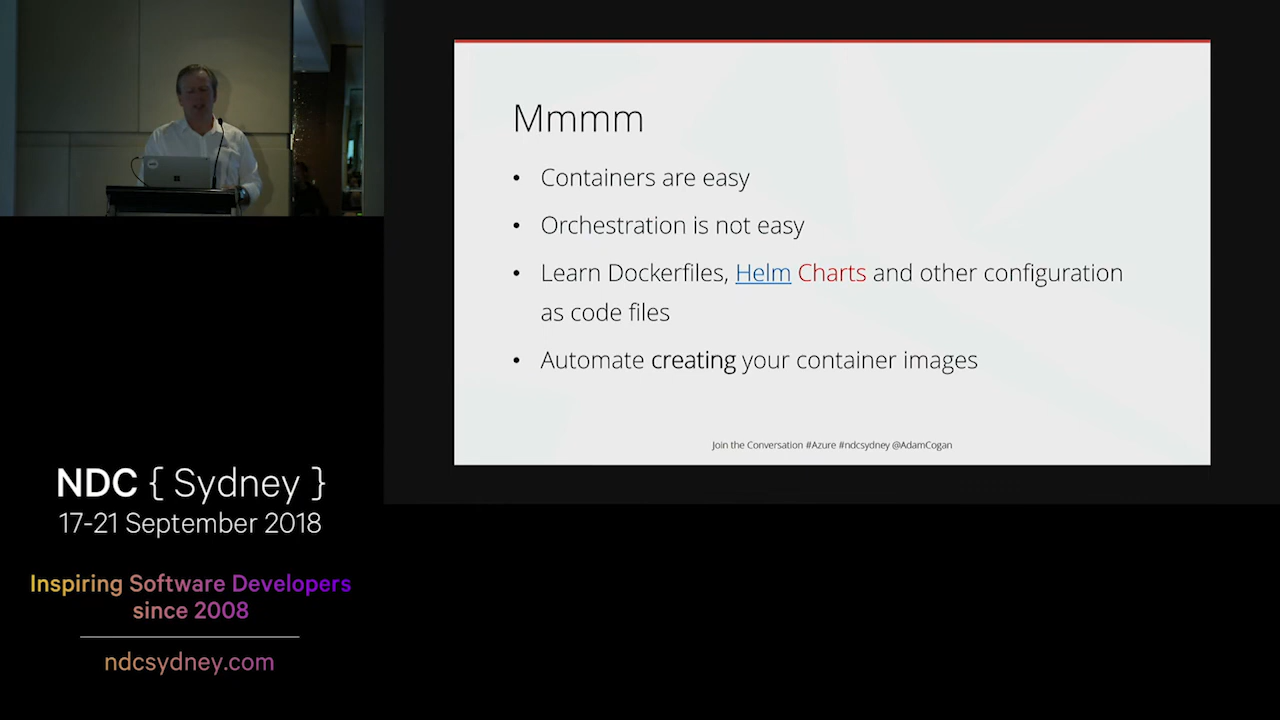 Mmmm
• Containers are easy
• Orchestration is not easy
• Learn Dockerfiles, Helm Charts and other configuration
as code files
• Automate creating your container images
Join the Conversation #Azure #ndcsydney @AdamCogan
NDC { Sydney }
17-21 September 2018
Inspiring Software Developers
since 2008
ndcsydney.com